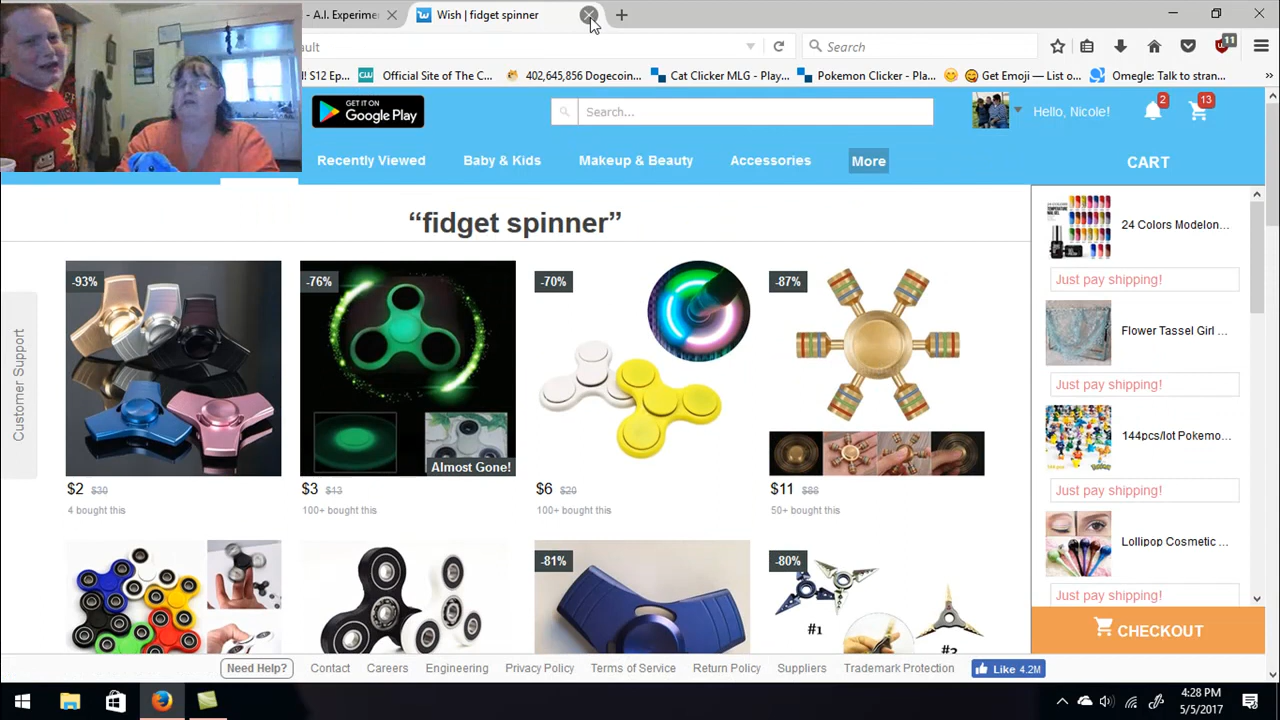 - A.I. Experime
Wish | fidget spinner
ault
Search
11
! S12 Ep...
CW
Official Site of The C...
402,645,856 Dogecoin...
Cat Clicker MLG - Play...
Pokemon Clicker - Pla...
Get Emoji — List o...
Omegle: Talk to stran...
I'M BUS
GET IT ON
Google Play
Search...
Hello, Nicole!
2
13
Recently Viewed
Baby & Kids
Makeup & Beauty
Accessories
More
CART
“fidget spinner”
Customer Support
-93%
-76%
-70%
-87%
Almost Gone!
$2 $30
4 bought this
$3 $13
100+ bought this
$6 $20
100+ bought this
$11 $88
50+ bought this
-81%
-80%
#1
24 COLORS
24 Colors Modelon...
Just pay shipping!
Flower Tassel Girl ...
Just pay shipping!
144pcs/lot Pokemo...
Just pay shipping!
Lollipop Cosmetic ...
Just pay shipping!
CHECKOUT
Need Help?
Contact
Careers
Engineering
Privacy Policy
Terms of Service
Return Policy
Suppliers
Trademark Protection
Like 4.2M
4:28 PM
5/5/2017